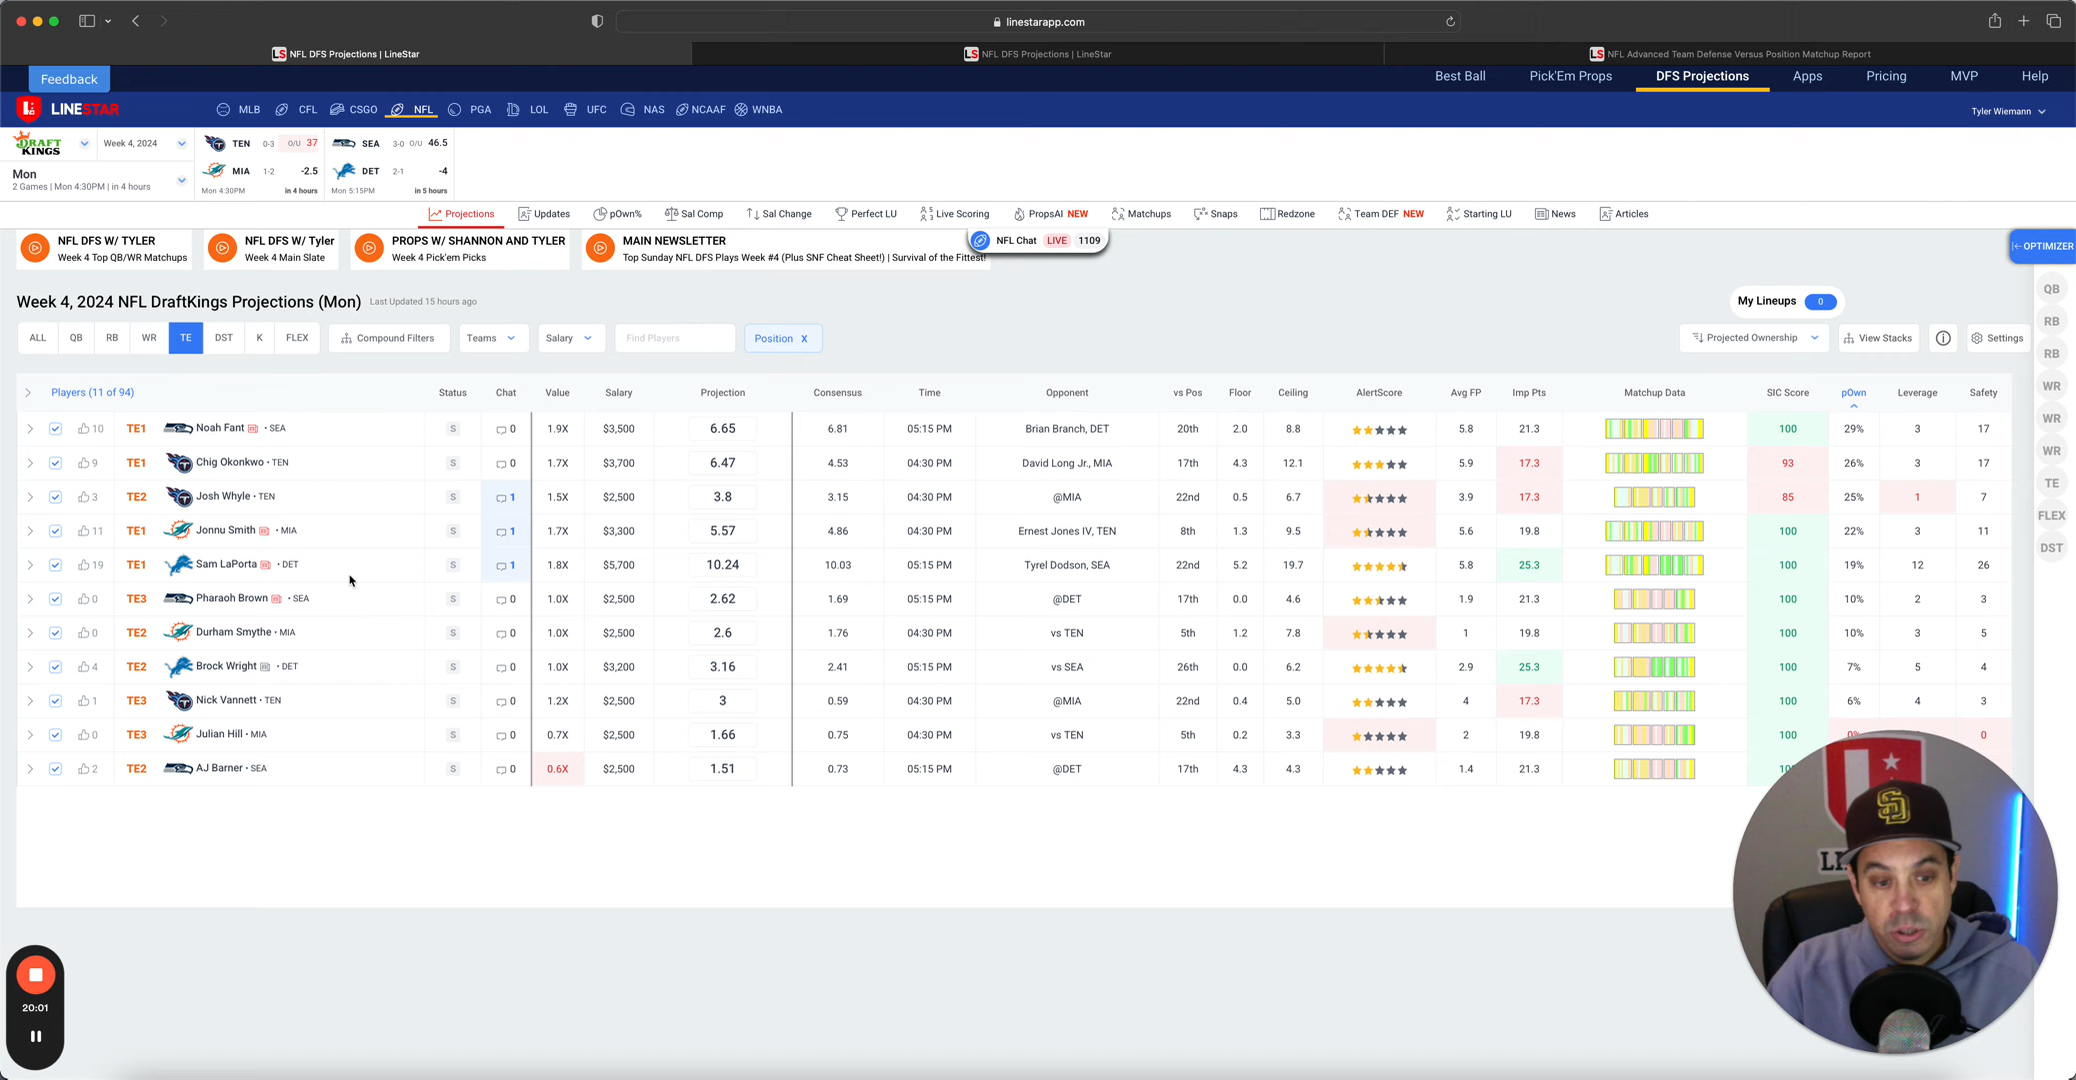 linestarapp.com
LS NFL DFS Projections | LineStar
LS NFL DFS Projections | LineStar
LS NFL Advanced Team Defense Versus Position Matchup Report
Feedback
Best Ball Pick'Em Props DFS Projections Apps Pricing MVP Help
LINESTAR MLB CFL CSGO NFL PGA LOL UFC NAS NCAAF WNBA Tyler Wiemann
DRAFT KINGS Week 4, 2024
Mon
2 Games | Mon 4:30PM | in 4 hours
TEN 0-3 O/U 37
MIA 1-2 -2.5
Mon 4:30PM in 4 hours
SEA 3-0 O/U 46.5
DET 2-1 -4
Mon 5:15PM in 5 hours
Projections Updates pOwn% Sal Comp Sal Change Perfect LU Live Scoring PropsAI NEW Matchups Snaps Redzone Team DEF NEW Starting LU News Articles
NFL DFS W/ TYLER
Week 4 Top QB/WR Matchups
NFL DFS W/ Tyler
Week 4 Main Slate
PROPS W/ SHANNON AND TYLER
Week 4 Pick'em Picks
MAIN NEWSLETTER
Top Sunday NFL DFS Plays Week #4 (Plus SNF Cheat Sheet!) | Survival of the Fittest!
NFL Chat LIVE 1109
OPTIMIZER
Week 4, 2024 NFL DraftKings Projections (Mon) Last Updated 15 hours ago
My Lineups 0
ALL QB RB WR TE DST K FLEX Compound Filters Teams Salary Find Players Position X Projected Ownership View Stacks Settings
Players (11 of 94) Status Chat Value Salary Projection Consensus Time Opponent vs Pos Floor Ceiling AlertScore Avg FP Imp Pts Matchup Data SIC Score pOwn Leverage Safety
10 TE1 Noah Fant • SEA S 0 1.9X $3,500 6.65 6.81 05:15 PM Brian Branch, DET 20th 2.0 8.8 5.8 21.3 100 29% 3 17
9 TE1 Chig Okonkwo • TEN S 0 1.7X $3,700 6.47 4.53 04:30 PM David Long Jr., MIA 17th 4.3 12.1 5.9 17.3 93 26% 3 17
3 TE2 Josh Whyle • TEN S 1 1.5X $2,500 3.8 3.15 04:30 PM @MIA 22nd 0.5 6.7 3.9 17.3 85 25% 1 7
11 TE1 Jonnu Smith • MIA S 1 1.7X $3,300 5.57 4.86 04:30 PM Ernest Jones IV, TEN 8th 1.3 9.5 5.6 19.8 100 22% 3 11
19 TE1 Sam LaPorta • DET S 1 1.8X $5,700 10.24 10.03 05:15 PM Tyrel Dodson, SEA 22nd 5.2 19.7 5.8 25.3 100 19% 12 26
0 TE3 Pharaoh Brown • SEA S 0 1.0X $2,500 2.62 1.69 05:15 PM @DET 17th 0.0 4.6 1.9 21.3 100 10% 2 3
0 TE2 Durham Smythe • MIA S 0 1.0X $2,500 2.6 1.76 04:30 PM vs TEN 5th 1.2 7.8 1 19.8 100 10% 3 5
4 TE2 Brock Wright • DET S 0 1.0X $3,200 3.16 2.41 05:15 PM vs SEA 26th 0.0 6.2 2.9 25.3 100 7% 5 4
1 TE3 Nick Vannett • TEN S 0 1.2X $2,500 3 0.59 04:30 PM @MIA 22nd 0.4 5.0 4 17.3 100 6% 4 3
0 TE3 Julian Hill • MIA S 0 0.7X $2,500 1.66 0.75 04:30 PM vs TEN 5th 0.2 3.3 2 19.8 100 0% 0
2 TE2 AJ Barner • SEA S 0 0.6X $2,500 1.51 0.73 05:15 PM @DET 17th 4.3 4.3 1.4 21.3
QB
RB
RB
WR
WR
WR
TE
FLEX
DST
20:01
SD